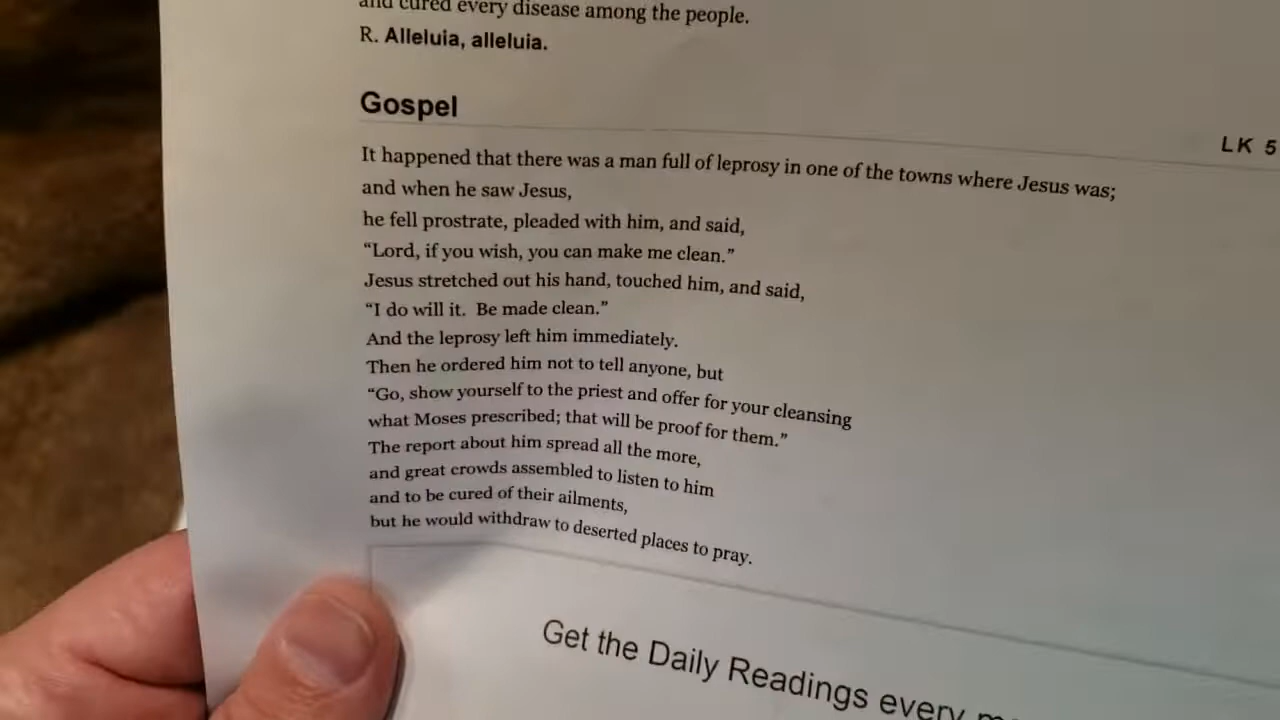 and cured every disease among the people.
R. Alleluia, alleluia.
Gospel
LK 5
It happened that there was a man full of leprosy in one of the towns where Jesus was;
and when he saw Jesus,
he fell prostrate, pleaded with him, and said,
“Lord, if you wish, you can make me clean.”
Jesus stretched out his hand, touched him, and said,
“I do will it.  Be made clean.”
And the leprosy left him immediately.
Then he ordered him not to tell anyone, but
“Go, show yourself to the priest and offer for your cleansing
what Moses prescribed; that will be proof for them.”
The report about him spread all the more,
and great crowds assembled to listen to him
and to be cured of their ailments,
but he would withdraw to deserted places to pray.
Get the Daily Readings every